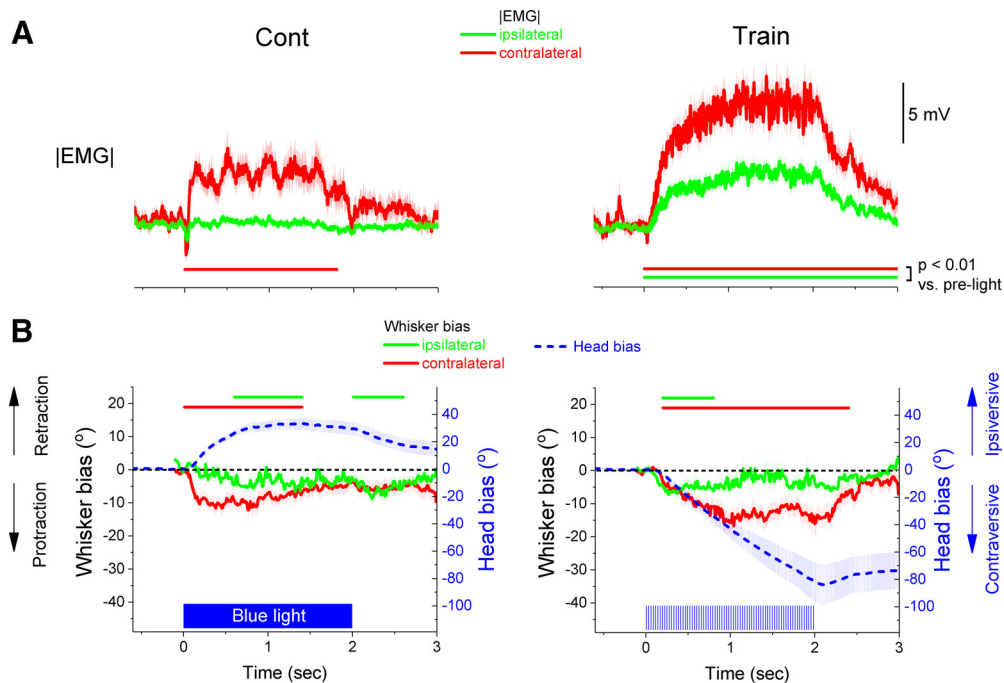 A
Cont
|EMG|
ipsilateral
contralateral
Train
5 mV
|EMG|
p < 0.01
vs. pre-light
B
Whisker bias
ipsilateral
contralateral
Head bias
Retraction
Protraction
Whisker bias (º)
20
10
0
-10
-20
-30
-40
Head bias (º)
40
20
0
-20
-40
-60
-80
-100
Blue light
0
1
2
3
Time (sec)
Whisker bias (º)
20
10
0
-10
-20
-30
-40
Head bias (º)
40
20
0
-20
-40
-60
-80
-100
Ipsiversive
Contraversive
0
1
2
3
Time (sec)